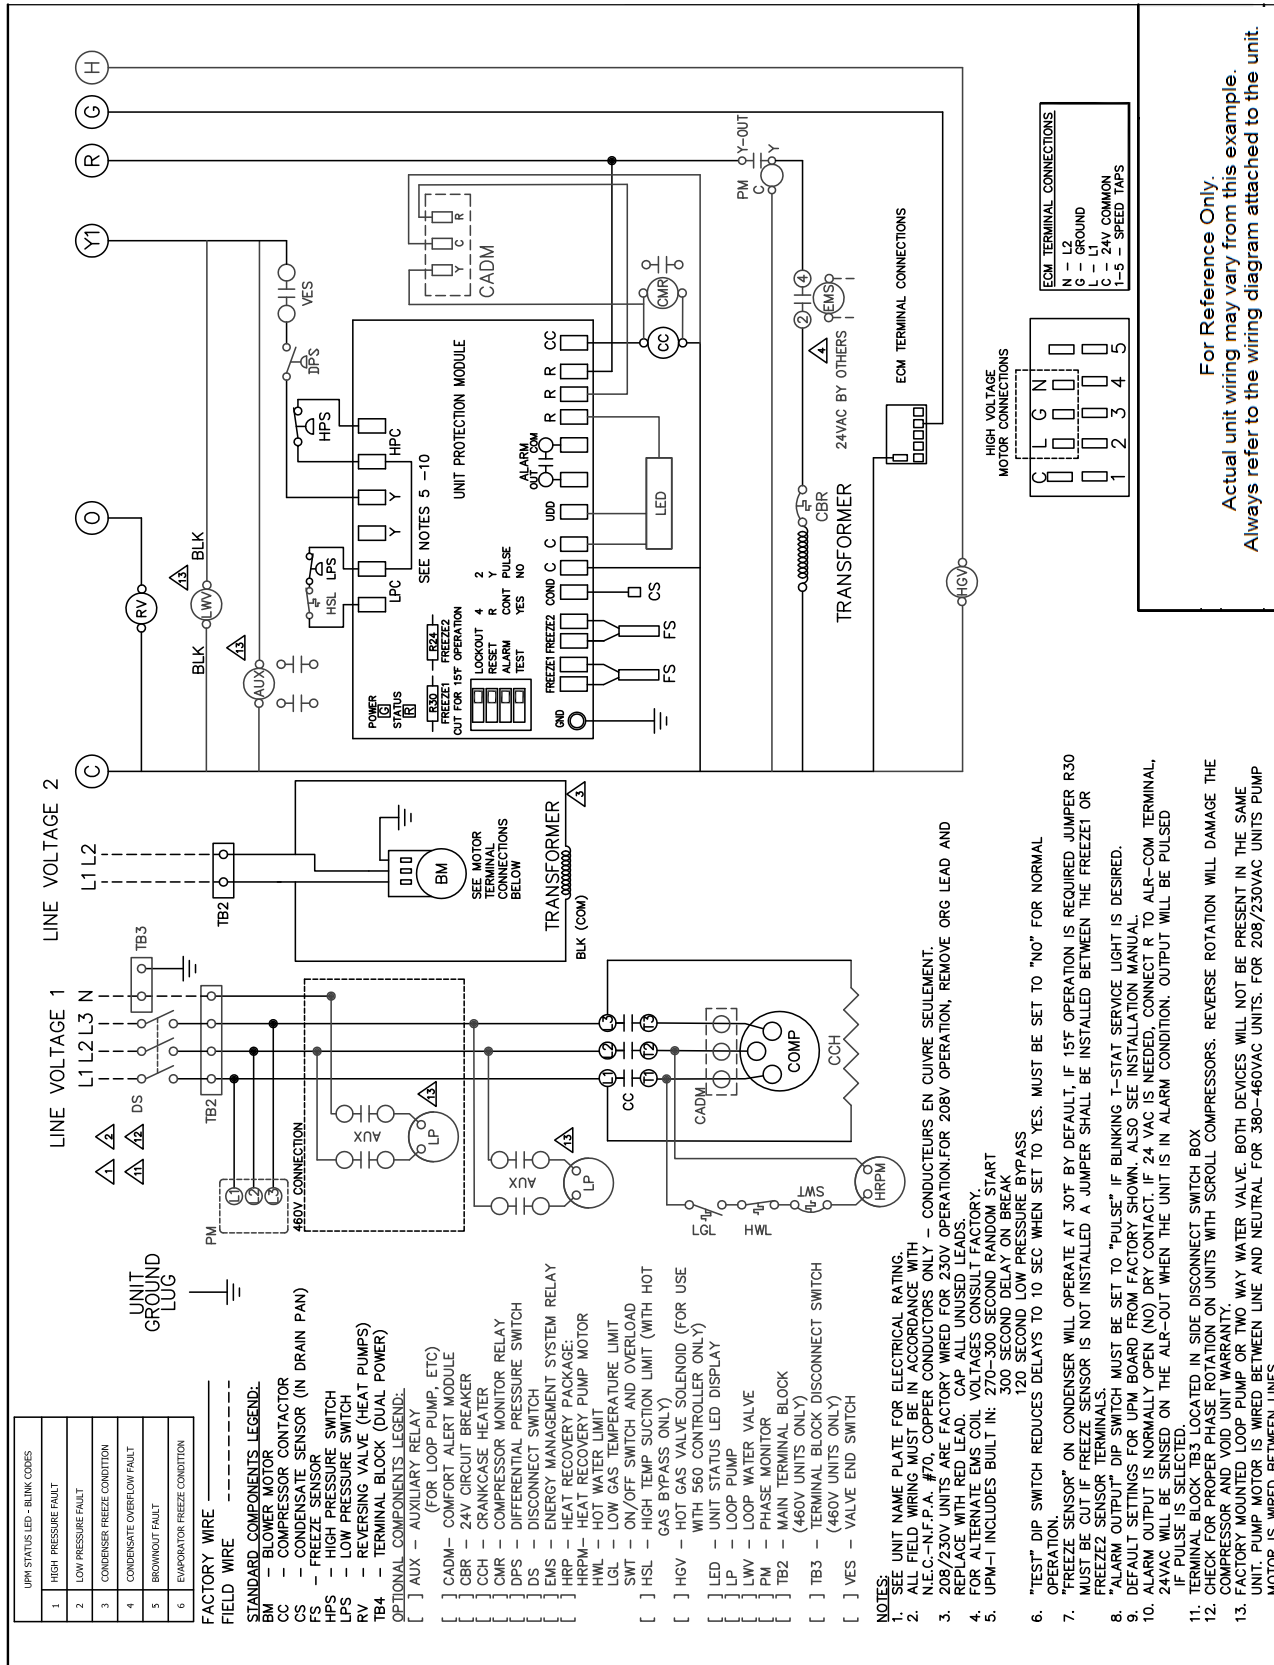 UPM STATUS LED - BLINK CODES
1 HIGH PRESSURE FAULT
2 LOW PRESSURE FAULT
3 CONDENSER FREEZE CONDITION
4 CONDENSATE OVERFLOW FAULT
5 BROWNOUT FAULT
6 EVAPORATOR FREEZE CONDITION
FACTORY WIRE
FIELD WIRE
STANDARD COMPONENTS LEGEND:
BM – BLOWER MOTOR
CC – COMPRESSOR CONTACTOR
CS – CONDENSATE SENSOR (IN DRAIN PAN)
FS – FREEZE SENSOR
HPS – HIGH PRESSURE SWITCH
LPS – LOW PRESSURE SWITCH
RV – REVERSING VALVE (HEAT PUMPS)
TB4 – TERMINAL BLOCK (DUAL POWER)
OPTIONAL COMPONENTS LEGEND:
[ ] AUX – AUXILIARY RELAY
(FOR LOOP PUMP, ETC)
[ ] CADM– COMFORT ALERT MODULE
[ ] CBR – 24V CIRCUIT BREAKER
[ ] CCH – CRANKCASE HEATER
[ ] CMR – COMPRESSOR MONITOR RELAY
[ ] DPS – DIFFERENTIAL PRESSURE SWITCH
[ ] DS – DISCONNECT SWITCH
[ ] EMS – ENERGY MANAGEMENT SYSTEM RELAY
[ ] HRP – HEAT RECOVERY PACKAGE:
HRPM– HEAT RECOVERY PUMP MOTOR
HWL – HOT WATER LIMIT
LGL – LOW GAS TEMPERATURE LIMIT
SWT – ON/OFF SWITCH AND OVERLOAD
[ ] HSL – HIGH TEMP SUCTION LIMIT (WITH HOT
GAS BYPASS ONLY)
[ ] HGV – HOT GAS VALVE SOLENOID (FOR USE
WITH 560 CONTROLLER ONLY)
[ ] LED – UNIT STATUS LED DISPLAY
[ ] LP – LOOP PUMP
[ ] LWV – LOOP WATER VALVE
[ ] PM – PHASE MONITOR
[ ] TB2 – MAIN TERMINAL BLOCK
(460V UNITS ONLY)
[ ] TB3 – TERMINAL BLOCK DISCONNECT SWITCH
(460V UNITS ONLY)
[ ] VES – VALVE END SWITCH
NOTES:
1. SEE UNIT NAME PLATE FOR ELECTRICAL RATING.
2. ALL FIELD WIRING MUST BE IN ACCORDANCE WITH
N.E.C.–N.F.P.A. #70, COPPER CONDUCTORS ONLY – CONDUCTEURS EN CUIVRE SEULEMENT.
3. 208/230V UNITS ARE FACTORY WIRED FOR 230V OPERATION.FOR 208V OPERATION, REMOVE ORG LEAD AND
REPLACE WITH RED LEAD. CAP ALL UNUSED LEADS.
4. FOR ALTERNATE EMS COIL VOLTAGES CONSULT FACTORY.
5. UPM–I INCLUDES BUILT IN: 270–300 SECOND RANDOM START
300 SECOND DELAY ON BREAK
120 SECOND LOW PRESSURE BYPASS
6. "TEST" DIP SWITCH REDUCES DELAYS TO 10 SEC WHEN SET TO YES. MUST BE SET TO "NO" FOR NORMAL
OPERATION.
7. "FREEZE SENSOR" ON CONDENSER WILL OPERATE AT 30°F BY DEFAULT, IF 15°F OPERATION IS REQUIRED JUMPER R30
MUST BE CUT IF FREEZE SENSOR IS NOT INSTALLED A JUMPER SHALL BE INSTALLED BETWEEN THE FREEZE1 OR
FREEZE2 SENSOR TERMINALS.
8. "ALARM OUTPUT" DIP SWITCH MUST BE SET TO "PULSE" IF BLINKING T–STAT SERVICE LIGHT IS DESIRED.
9. DEFAULT SETTINGS FOR UPM BOARD FROM FACTORY SHOWN. ALSO SEE INSTALLATION MANUAL.
10. ALARM OUTPUT IS NORMALLY OPEN (NO) DRY CONTACT. IF 24 VAC IS NEEDED, CONNECT R TO ALR–COM TERMINAL,
24VAC WILL BE SENSED ON THE ALR–OUT WHEN THE UNIT IS IN ALARM CONDITION. OUTPUT WILL BE PULSED
IF PULSE IS SELECTED.
11. TERMINAL BLOCK TB3 LOCATED IN SIDE DISCONNECT SWITCH BOX
12. CHECK FOR PROPER PHASE ROTATION ON UNITS WITH SCROLL COMPRESSORS. REVERSE ROTATION WILL DAMAGE THE
COMPRESSOR AND VOID UNIT WARRANTY.
13. FACTORY MOUNTED LOOP PUMP OR TWO WAY WATER VALVE. BOTH DEVICES WILL NOT BE PRESENT IN THE SAME
UNIT. PUMP MOTOR IS WIRED BETWEEN LINE AND NEUTRAL FOR 380–460VAC UNITS. FOR 208/230VAC UNITS PUMP
MOTOR IS WIRED BETWEEN LINES
UNIT
GROUND
LUG
LINE VOLTAGE 1
L1 L2 L3 N
1 2
11 12
DS
TB3
TB2
PM
L1 L2 L3
460V CONNECTION
AUX
LP
13
AUX
LP
13
L1 L2 L3
CC
T1 T2 T3
CADM
COMP
CCH
LGL
HWL
SWT
HRPM
LINE VOLTAGE 2
L1 L2
TB2
BM
SEE MOTOR
TERMINAL
CONNECTIONS
BELOW
TRANSFORMER
BLK (COM)
3
C O Y1 R G H
RV
BLK LWV BLK
13
AUX
13
VES
DPS
HPS
HSL LPS
LPC Y Y HPC
SEE NOTES 5 –10
UNIT PROTECTION MODULE
POWER
G
STATUS
R
R30 R24
FREEZE1 FREEZE2
CUT FOR 15°F OPERATION
LOCKOUT 4 2
RESET R Y
ALARM CONT PULSE
TEST YES NO
GND FREEZE1 FREEZE2 COND C C UDD ALARM OUT COM R R R CC
FS FS
CS
LED
CC
CMR
CADM
Y C R
PM
C Y
Y–OUT
TRANSFORMER
CBR
2 4
EMS
4
24VAC BY OTHERS
ECM TERMINAL CONNECTIONS
HGV
HIGH VOLTAGE
MOTOR CONNECTIONS
C L G N
1 2 3 4 5
ECM TERMINAL CONNECTIONS
N – L2
G – GROUND
L – L1
C – 24V COMMON
1–5 – SPEED TAPS
For Reference Only.
Actual unit wiring may vary from this example.
Always refer to the wiring diagram attached to the unit.